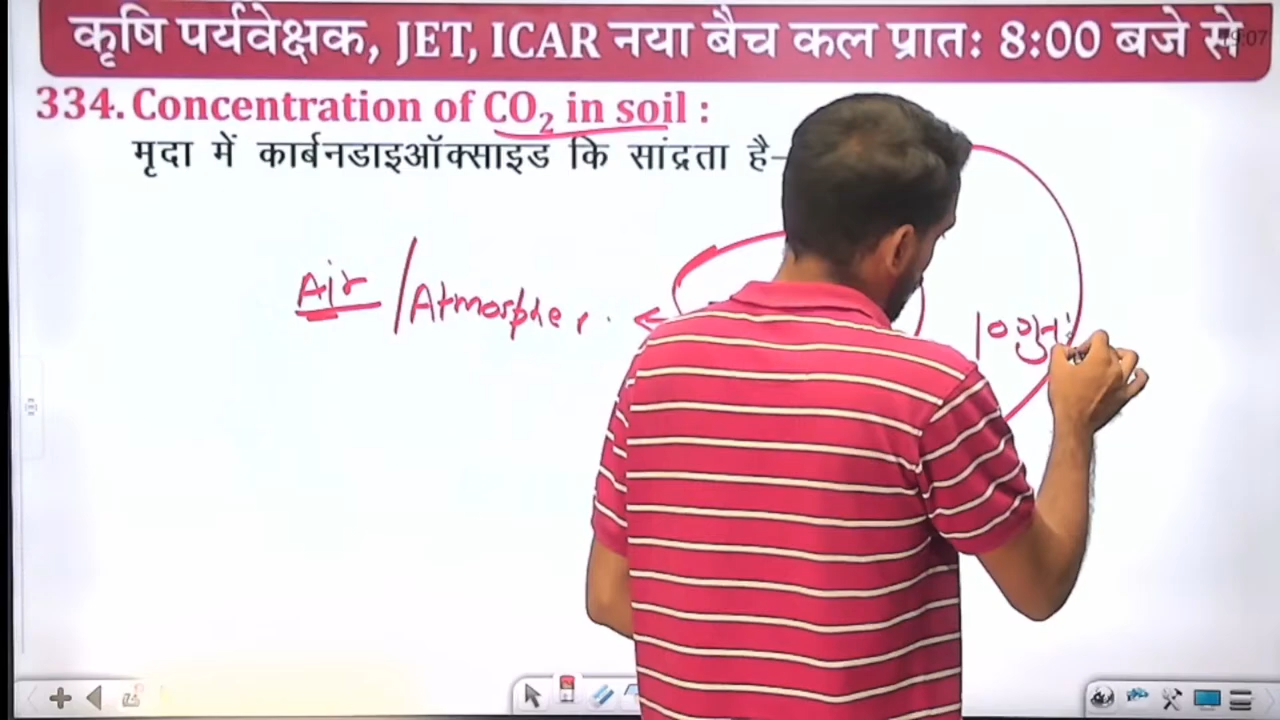 कृषि पर्यवेक्षक, JET, ICAR नया बैच कल प्रातः 8:00 बजे से
334. Concentration of CO₂ in soil :
मृदा में कार्बनडाइऑक्साइड कि सांद्रता है-
Air / Atmospher
10 गुना